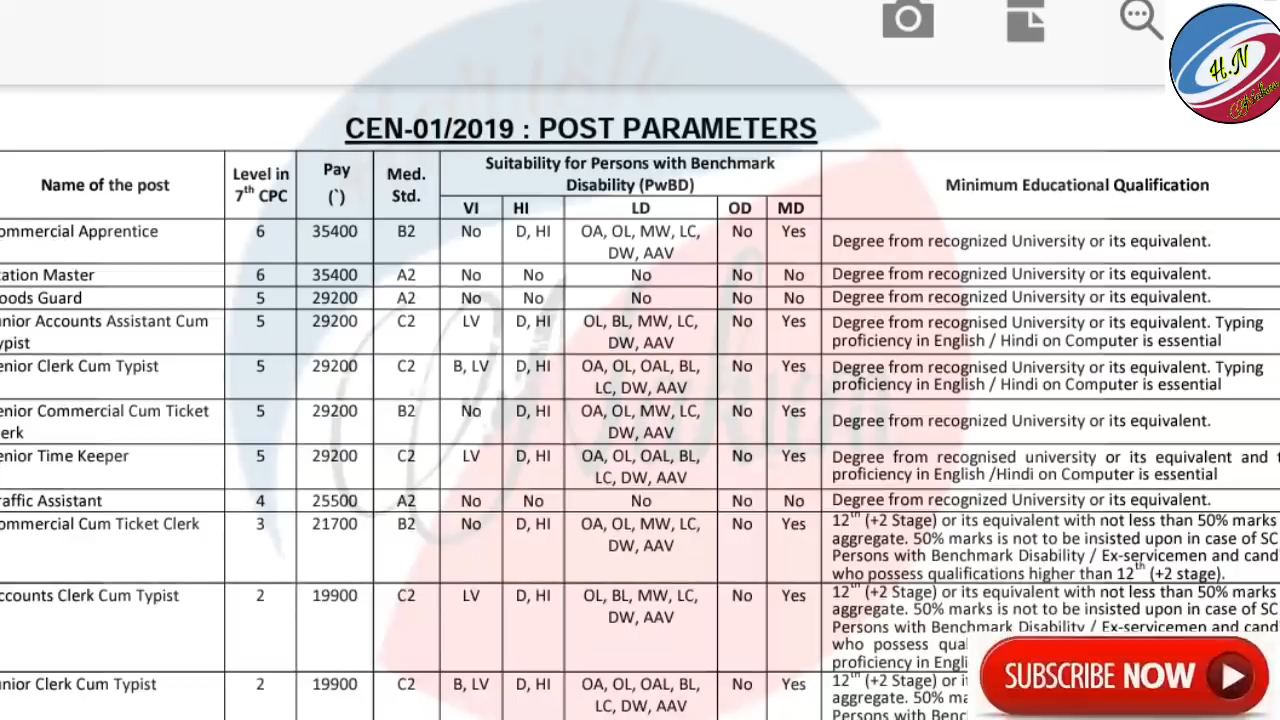 H.N
CEN-01/2019 : POST PARAMETERS
Name of the post
Level in
7th CPC
Pay
(`)
Med.
Std.
Suitability for Persons with Benchmark
Disability (PwBD)
Minimum Educational Qualification
VI HI LD OD MD
ommercial Apprentice 6 35400 B2 No D, HI OA, OL, MW, LC, No Yes Degree from recognized University or its equivalent.
DW, AAV
tation Master 6 35400 A2 No No No No No Degree from recognized University or its equivalent.
oods Guard 5 29200 A2 No No No No No Degree from recognized University or its equivalent.
unior Accounts Assistant Cum 5 29200 C2 LV D, HI OL, BL, MW, LC, No Yes Degree from recognised University or its equivalent. Typing
ypist DW, AAV proficiency in English / Hindi on Computer is essential
enior Clerk Cum Typist 5 29200 C2 B, LV D, HI OA, OL, OAL, BL, No Yes Degree from recognised University or its equivalent. Typing
LC, DW, AAV proficiency in English / Hindi on Computer is essential
enior Commercial Cum Ticket 5 29200 B2 No D, HI OA, OL, MW, LC, No Yes Degree from recognized University or its equivalent.
lerk DW, AAV
enior Time Keeper 5 29200 C2 LV D, HI OA, OL, OAL, BL, No Yes Degree from recognised university or its equivalent and t
LC, DW, AAV proficiency in English /Hindi on Computer is essential
raffic Assistant 4 25500 A2 No No No No No Degree from recognized University or its equivalent.
ommercial Cum Ticket Clerk 3 21700 B2 No D, HI OA, OL, MW, LC, No Yes 12th (+2 Stage) or its equivalent with not less than 50% marks
DW, AAV aggregate. 50% marks is not to be insisted upon in case of SC
Persons with Benchmark Disability / Ex-servicemen and cand
who possess qualifications higher than 12th (+2 stage).
ccounts Clerk Cum Typist 2 19900 C2 LV D, HI OL, BL, MW, LC, No Yes 12th (+2 Stage) or its equivalent with not less than 50% marks
DW, AAV aggregate. 50% marks is not to be insisted upon in case of SC
Persons with Benchmark Disability / Ex-servicemen and cand
who possess qual
proficiency in Engli
unior Clerk Cum Typist 2 19900 C2 B, LV D, HI OA, OL, OAL, BL, No Yes 12th (+2 Stage) or it
LC, DW, AAV aggregate. 50% ma
Persons with Bench
SUBSCRIBE NOW